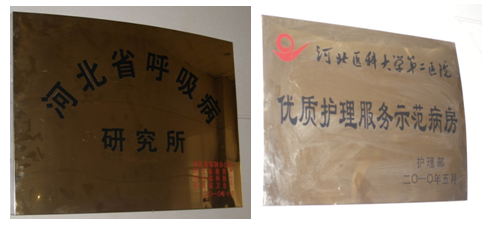 河北省呼吸病
研究所
河北医科大学第二医院
优质护理服务示范病房
护理部
二〇一〇年五月